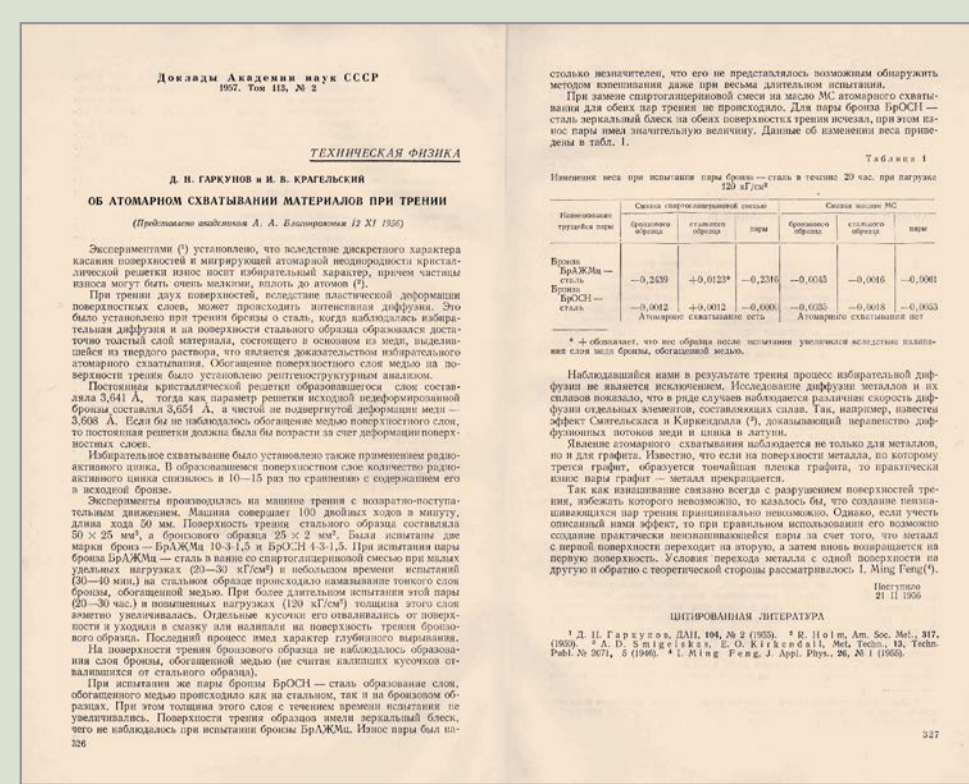 Доклады Академии наук СССР
1957. Том 113, № 2
ТЕХНИЧЕСКАЯ ФИЗИКА
Д. Н. ГАРКУНОВ и И. В. КРАГЕЛЬСКИЙ
ОБ АТОМАРНОМ СХВАТЫВАНИИ МАТЕРИАЛОВ ПРИ ТРЕНИИ
(Представлено академиком А. А. Благонравовым 12 XI 1956)
Экспериментами (¹) установлено, что вследствие дискретного характера
касания поверхностей и мигрирующей атомарной неоднородности кристал-
лической решетки износ носит избирательный характер, причем частицы
износа могут быть очень мелкими, вплоть до атомов (²).
При трении двух поверхностей, вследствие пластической деформации
поверхностных слоев, может происходить интенсивная диффузия. Это
было установлено при трении бронзы о сталь, когда наблюдалась избира-
тельная диффузия и на поверхности стального образца образовался доста-
точно толстый слой материала, состоящего в основном из меди, выделив-
шейся из твердого раствора, что является доказательством избирательного
атомарного схватывания. Обогащение поверхностного слоя медью на по-
верхности трения было установлено рентгеноструктурным анализом.
Постоянная кристаллической решетки образовавшегося слоя состав-
ляла 3,641 Å, тогда как параметр решетки исходной недеформированной
бронзы составлял 3,654 Å, а чистой не подвергнутой деформации меди —
3,608 Å. Если бы не наблюдалось обогащение медью поверхностного слоя,
то постоянная решетки должна была бы возрасти за счет деформации поверх-
ностных слоев.
Избирательное схватывание было установлено также применением радио-
активного цинка. В образовавшемся поверхностном слое количество радио-
активного цинка снизилось в 10—15 раз по сравнению с содержанием его
в исходной бронзе.
Эксперименты производились на машине трения с возвратно-поступа-
тельным движением. Машина совершает 100 двойных ходов в минуту,
длина хода 50 мм. Поверхность трения стального образца составляла
50 × 25 мм², а бронзового образца 25 × 2 мм². Были испытаны две
марки бронз — БрАЖМц 10-3-1,5 и БрОСН 4-3-1,5. При испытании пары
бронза БрАЖМц — сталь в ванне со спиртоглицериновой смесью при малых
удельных нагрузках (20—30 кГ/см²) и небольшом времени испытаний
(30—40 мин.) на стальном образце происходило намазывание тонкого слоя
бронзы, обогащенной медью. При более длительном испытании этой пары
(20—30 час.) и повышенных нагрузках (120 кГ/см²) толщина этого слоя
заметно увеличивалась. Отдельные кусочки его отваливались от поверх-
ности и уходили в смазку или налипали на поверхность трения бронзо-
вого образца. Последний процесс имел характер глубинного вырывания.
На поверхности трения бронзового образца не наблюдалось образова-
ния слоя бронзы, обогащенной медью (не считая налипших кусочков от-
валившихся от стального образца).
При испытании же пары бронзы БрОСН — сталь образование слоя,
обогащенного медью происходило как на стальном, так и на бронзовом об-
разцах. При этом толщина этого слоя с течением времени испытания не
увеличивались. Поверхности трения образцов имели зеркальный блеск,
чего не наблюдалось при испытании бронзы БрАЖМц. Износ пары был на-
326
столько незначителен, что его не представлялось возможным обнаружить
методом взвешивания даже при весьма длительном испытании.
При замене спиртоглицериновой смеси на масло МС атомарного схваты-
вания для обеих пар трения не происходило. Для пары бронза БрОСН —
сталь зеркальный блеск на обеих поверхностях трения исчезал, при этом из-
нос пары имел значительную величину. Данные об изменении веса приве-
дены в табл. 1.
Таблица 1
Изменения веса при испытании пары бронза — сталь в течение 20 час. при нагрузке
120 кГ/см²
Наименование трущейся пары Смазка спиртоглицериновой смесью Смазка маслом МС
бронзового образца стального образца пары бронзового образца стального образца пары
Бронза
БрАЖМц —
сталь —0,2439 +0,0123* —0,2316 —0,0045 —0,0016 —0,0061
Бронза
БрОСН —
сталь —0,0012 +0,0012 —0,0000 —0,0035 —0,0018 —0,0053
Атомарное схватывание есть Атомарного схватывания нет
* + обозначает, что вес образца после испытания увеличился вследствие налипа-
ния слоя меди бронзы, обогащенной медью.
Наблюдавшийся нами в результате трения процесс избирательной диф-
фузии не является исключением. Исследование диффузии металлов и их
сплавов показало, что в ряде случаев наблюдается различная скорость диф-
фузии отдельных элементов, составляющих сплав. Так, например, известен
эффект Смигельскаса и Киркендолла (³), доказывающий неравенство диф-
фузионных потоков меди и цинка в латуни.
Явление атомарного схватывания наблюдается не только для металлов,
но и для графита. Известно, что если на поверхности металла, по которому
трется графит, образуется тончайшая пленка графита, то практически
износ пары графит — металл прекращается.
Так как изнашивание связано всегда с разрушением поверхностей тре-
ния, избежать которого невозможно, то казалось бы, что создание неизна-
шивающихся пар трения принципиально невозможно. Однако, если учесть
описанный нами эффект, то при правильном использовании его возможно
создание практически неизнашивающейся пары за счет того, что металл
с первой поверхности переходит на вторую, а затем вновь возвращается на
первую поверхность. Условия перехода металла с одной поверхности на
другую и обратно с теоретической стороны рассматривалось I. Ming Feng(⁴).
Поступило
21 II 1956
ЦИТИРОВАННАЯ ЛИТЕРАТУРА
¹ Д. Н. Гаркунов, ДАН, 104, № 2 (1955). ² R. Holm, Am. Soc. Met., 317,
(1950). ³ A. D. Smigelskas, E. O. Kirkendall, Met. Techn., 13, Techn.
Publ. № 2071, 5 (1946). ⁴ I. Ming Feng, J. Appl. Phys., 26, № 1 (1955).
327